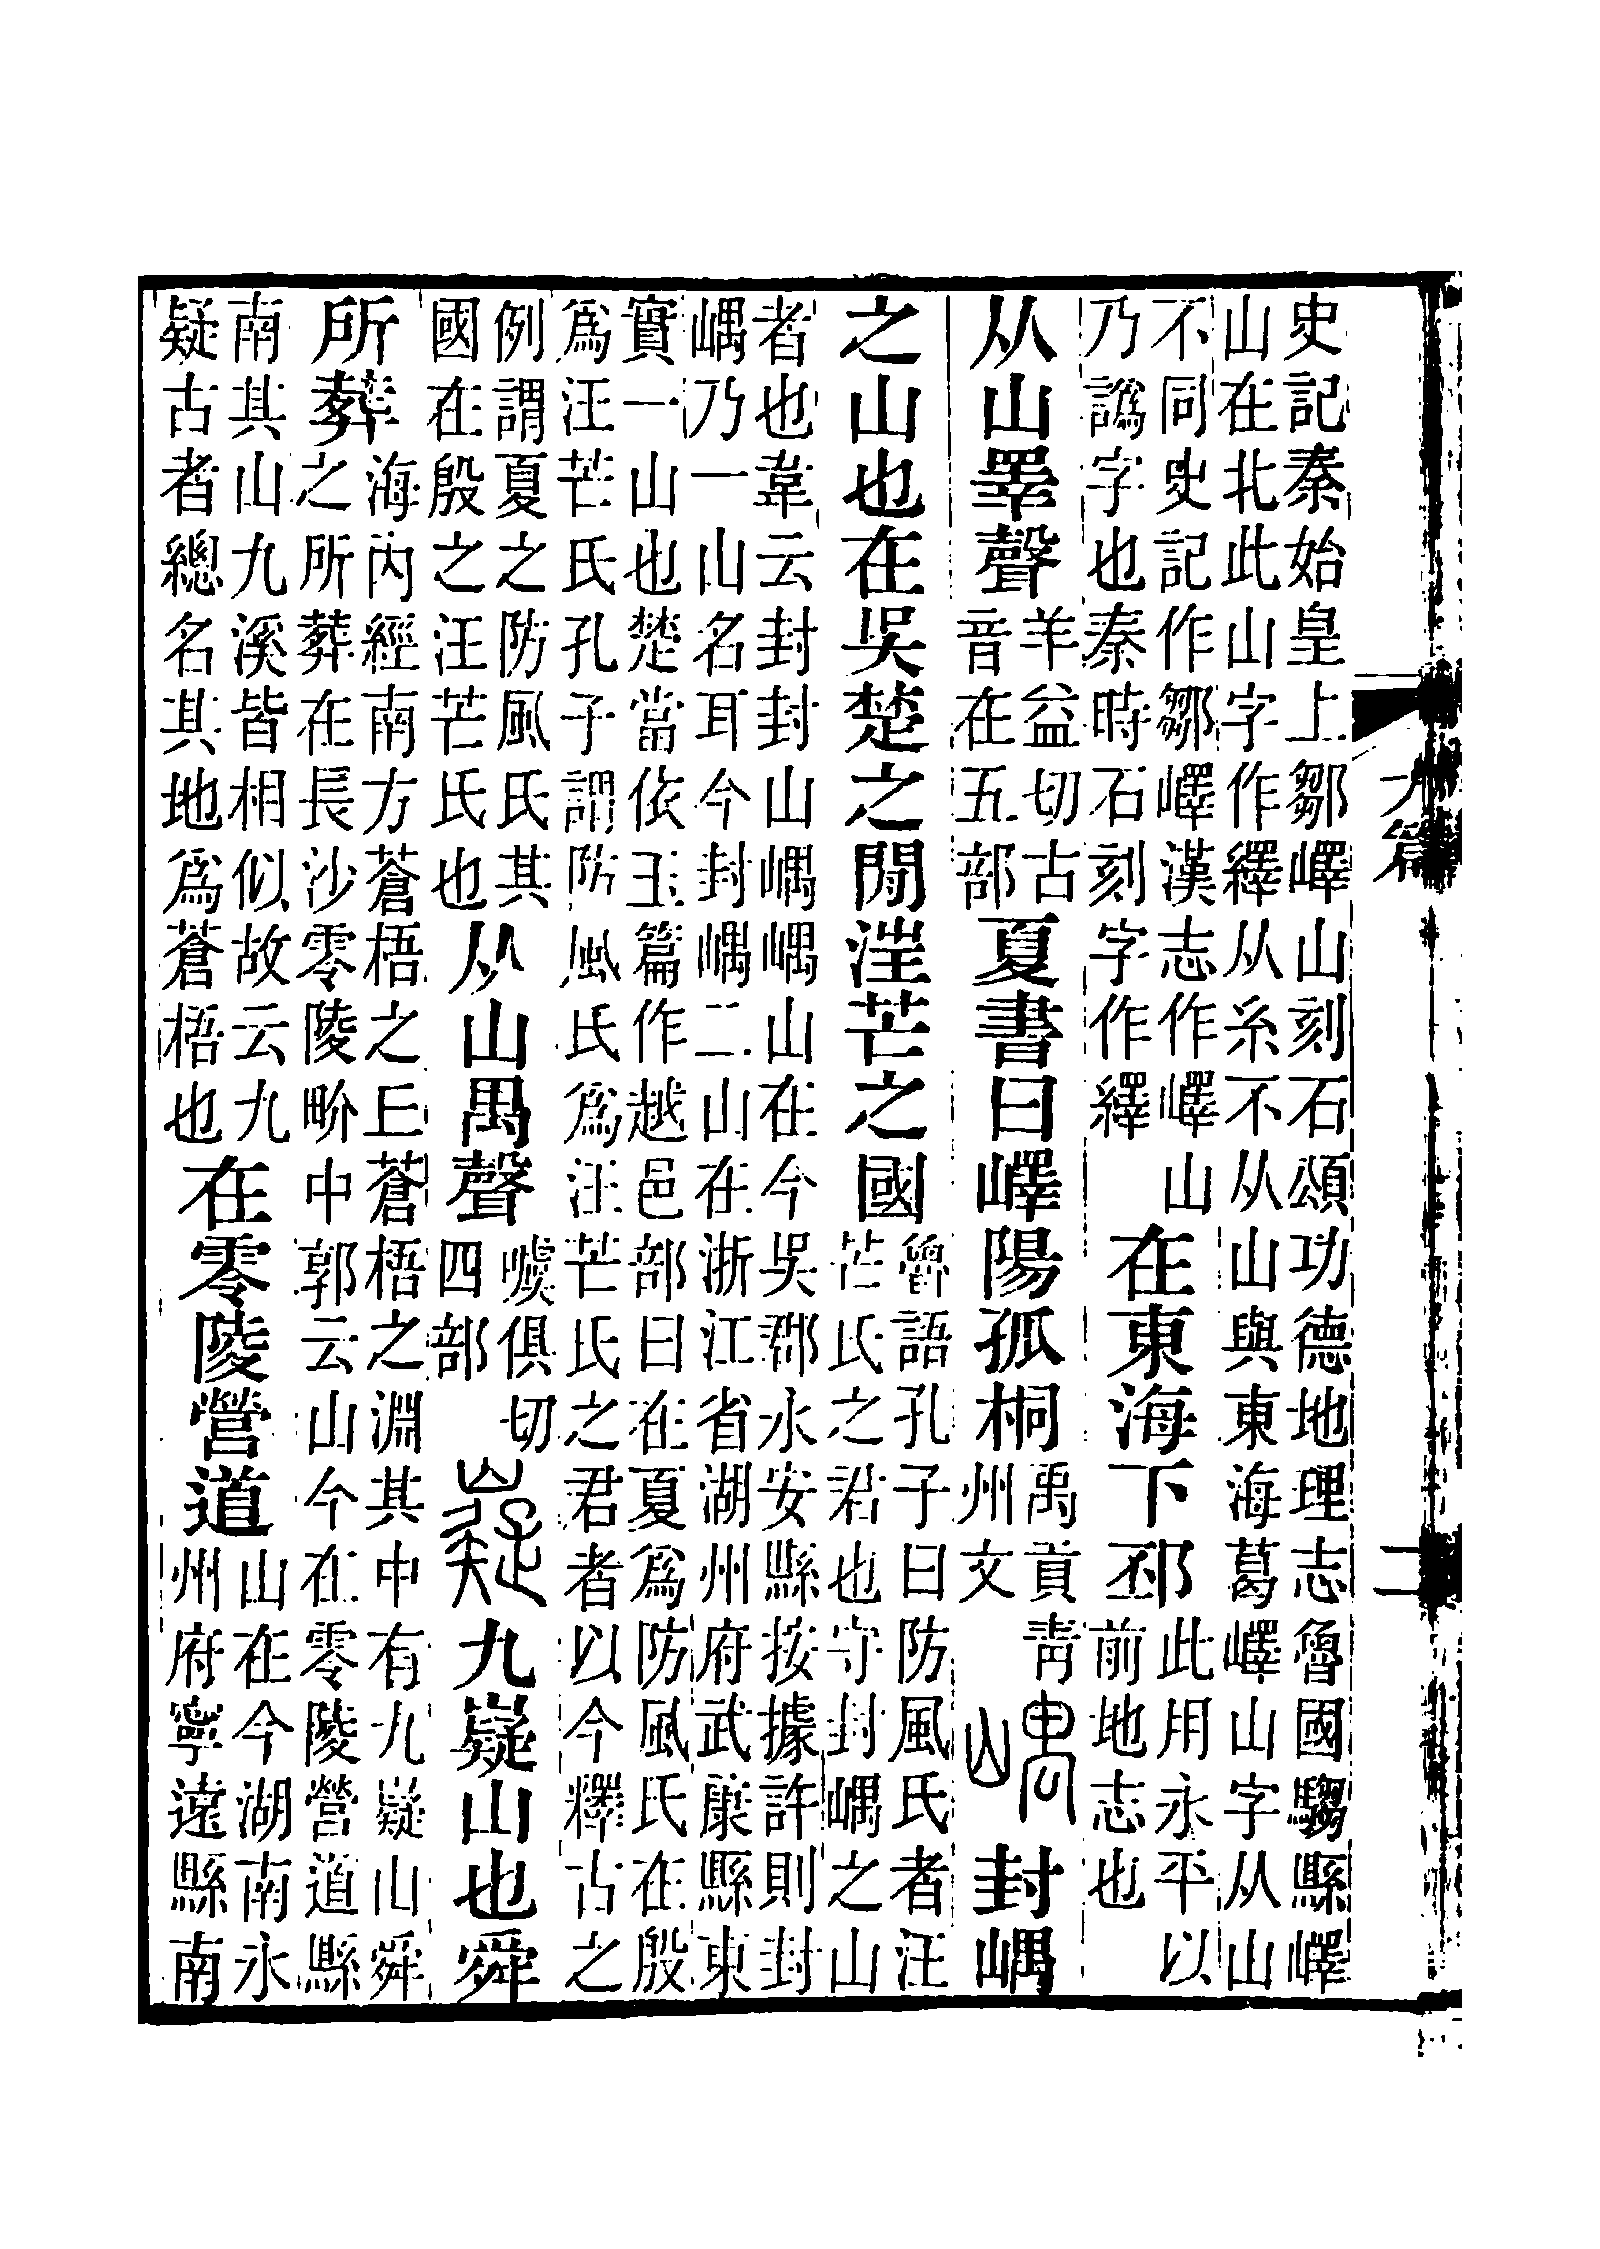 史記秦始皇上鄒嶧山刻石頌功德地理志魯國騶縣嶧
山在北此山字作繹从糸不从山與東海葛嶧山字从山
不同史記作鄒嶧漢志作嶧山
乃譌字也秦時石刻字作繹
在東海下邳
此用永平以
前地志也
从山睪聲
羊益切古
音在五部
夏書曰嶧陽孤桐
禹貢靑
州文
嵎
封嵎
之山也在吳楚之閒汪芒之國
魯語孔子曰防風氏者汪
芒氏之君也守封嵎之山
者也韋云封封山嵎嵎山在今吳郡永安縣按據許則封
嵎乃一山名耳今封嵎二山在浙江省湖州府武康縣東
實一山也楚當依玉篇作越邑部曰在夏爲防風氏在殷
爲汪芒氏孔子謂防風氏爲汪芒氏之君者以今釋古之
例謂夏之防風氏其
國在殷之汪芒氏也
从山禺聲
噳俱切
四部
嶷
九嶷山也舜
所葬
海內經南方蒼梧之丘蒼梧之淵其中有九嶷山舜
之所葬在長沙零陵畍中郭云山今在零陵營道縣
南其山九溪皆相似故云九
疑古者總名其地爲蒼梧也
在零陵營道
山在今湖南永
州府寧遠縣南
九篇
二